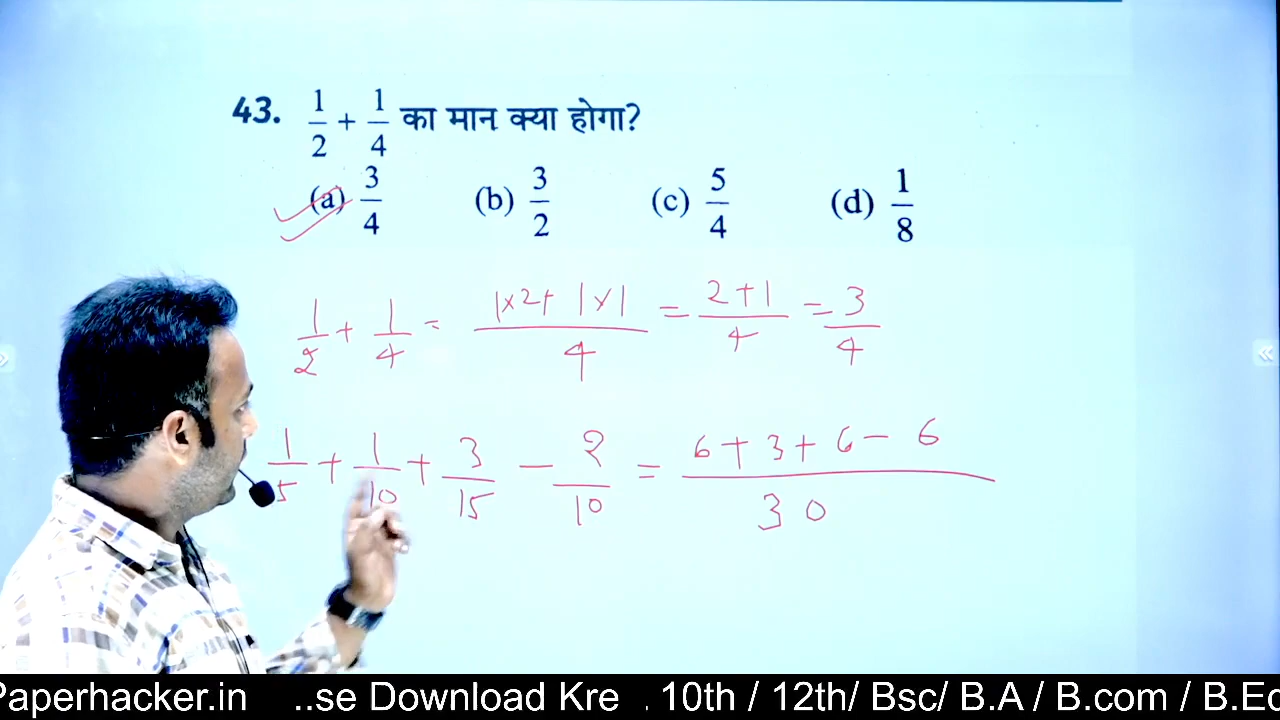 43. 1/2 + 1/4 का मान क्या होगा?
(a) 3/4 (b) 3/2 (c) 5/4 (d) 1/8
1/2 + 1/4 = (1×2+1×1)/4 = (2+1)/4 = 3/4
1/5 + 1/10 + 3/15 - 2/10 = (6+3+6-6)/30
Paperhacker.in ..se Download Kre . 10th / 12th/ Bsc/ B.A / B.com / B.Ed